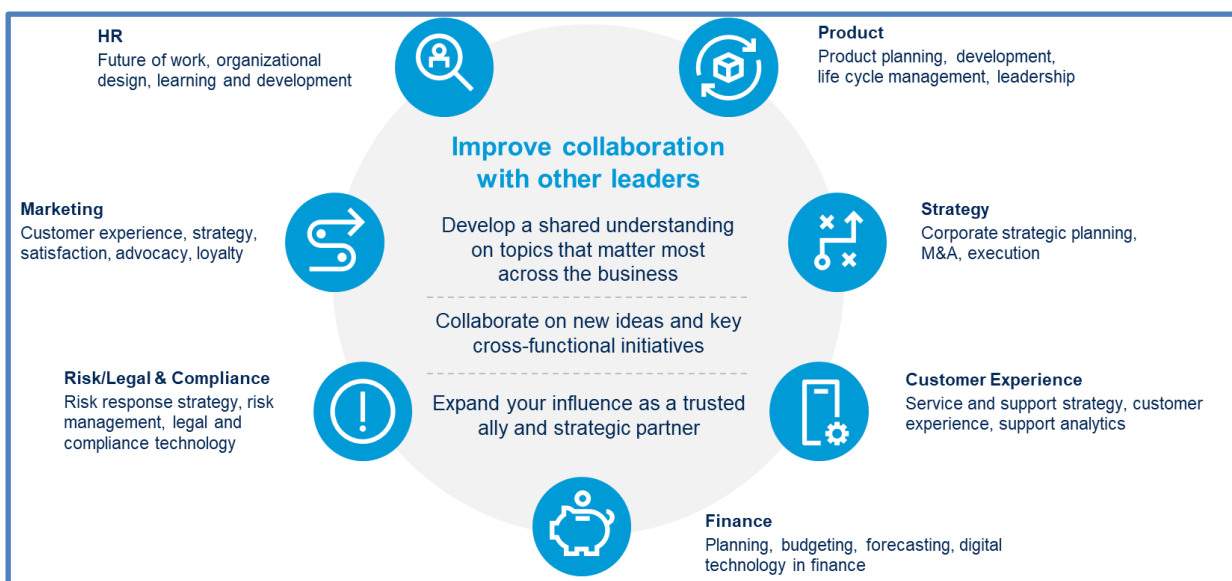 HR
Future of work, organizational
design, learning and development
Product
Product planning, development,
life cycle management, leadership
Improve collaboration
with other leaders
Marketing
Customer experience, strategy,
satisfaction, advocacy, loyalty
Develop a shared understanding
on topics that matter most
across the business
Strategy
Corporate strategic planning,
M&A, execution
Collaborate on new ideas and key
cross-functional initiatives
Risk/Legal & Compliance
Risk response strategy, risk
management, legal and
compliance technology
Expand your influence as a trusted
ally and strategic partner
Customer Experience
Service and support strategy, customer
experience, support analytics
Finance
Planning, budgeting, forecasting, digital
technology in finance